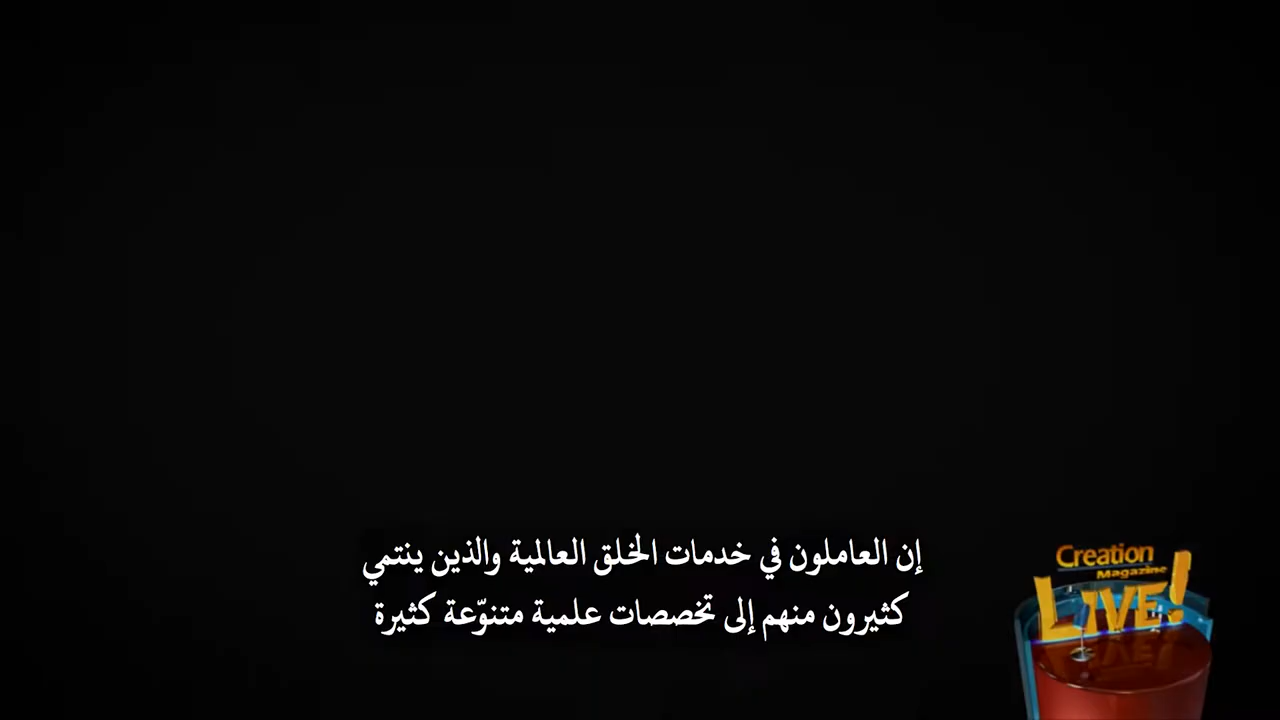 إن العاملون في خدمات الخلق العالمية والذين ينتمي
كثيرون منهم إلى تخصصات علمية متنوّعة كثيرة
Creation
Magazine
LIVE!